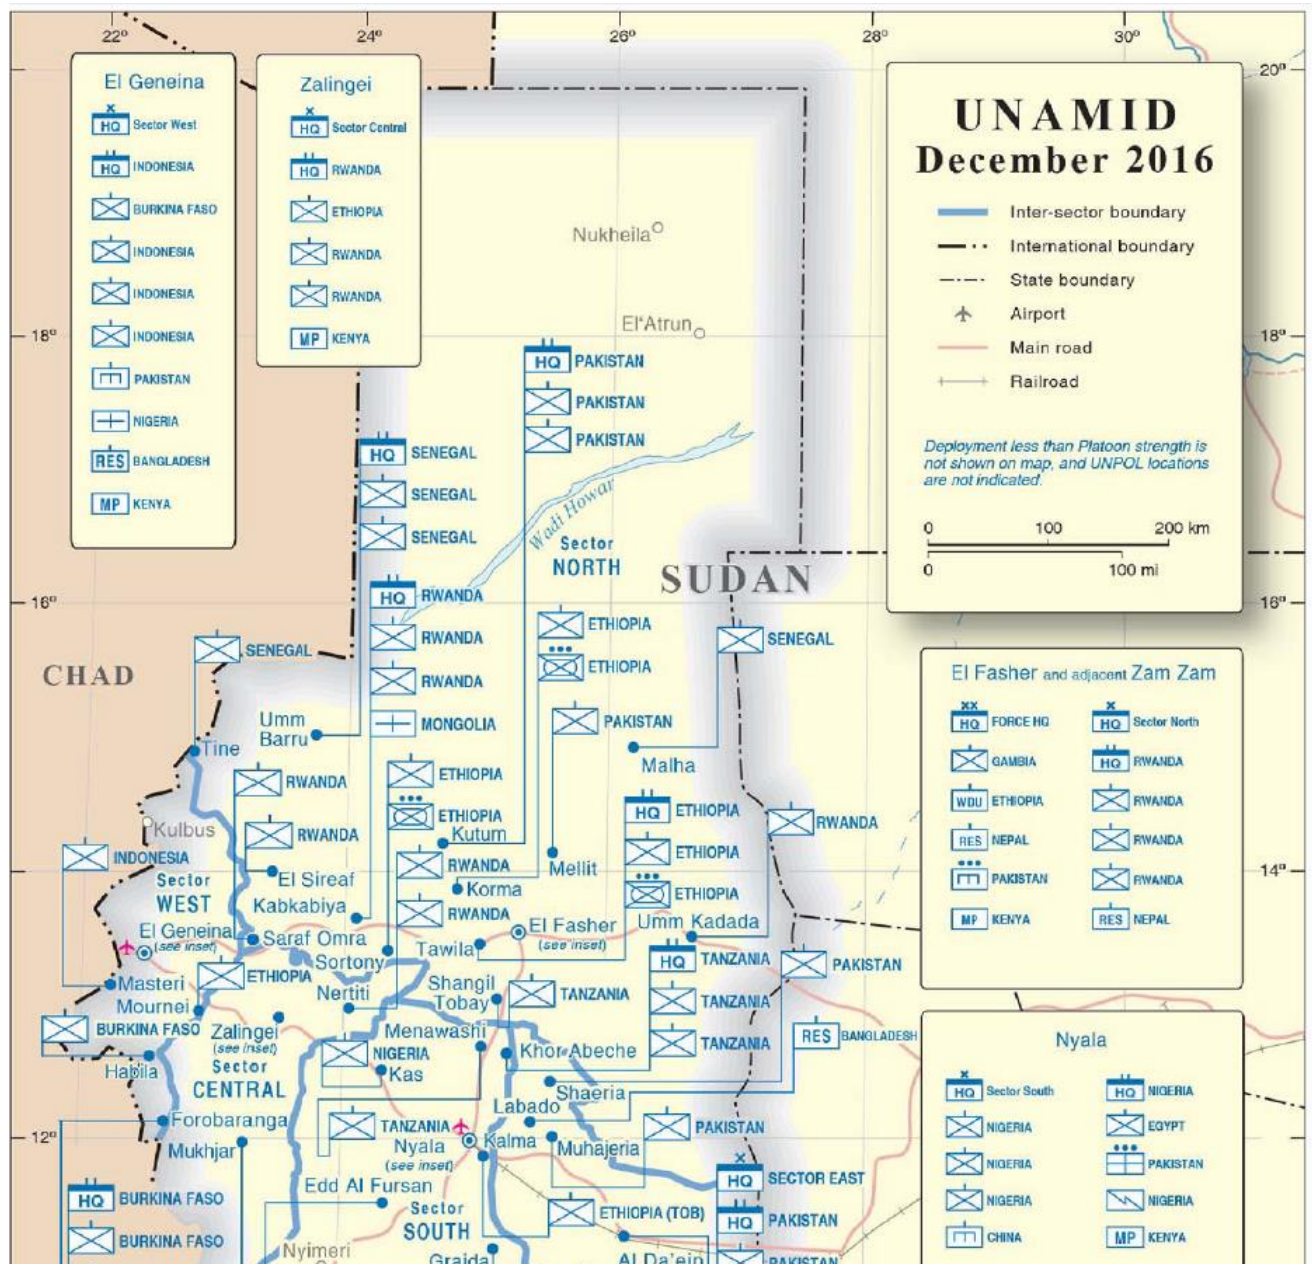 22°
24°
26°
28°
30°
20°
18°
18°
16°
16°
14°
14°
12°
El Geneina
HQ Sector West
HQ INDONESIA
BURKINA FASO
INDONESIA
INDONESIA
INDONESIA
PAKISTAN
NIGERIA
RES BANGLADESH
MP KENYA
Zalingei
HQ Sector Central
HQ RWANDA
ETHIOPIA
RWANDA
RWANDA
MP KENYA
UNAMID
December 2016
Inter-sector boundary
International boundary
State boundary
Airport
Main road
Railroad
Deployment less than Platoon strength is
not shown on map, and UNPOL locations
are not indicated.
0 100 200 km
0 100 mi
Nukheila
El'Atrun
HQ PAKISTAN
PAKISTAN
PAKISTAN
HQ SENEGAL
SENEGAL
SENEGAL
Wadi Howar
Sector
NORTH
SUDAN
HQ RWANDA
RWANDA
RWANDA
MONGOLIA
ETHIOPIA
ETHIOPIA
PAKISTAN
SENEGAL
SENEGAL
CHAD
Umm
Barru
Tine
Malha
RWANDA
RWANDA
ETHIOPIA
ETHIOPIA
Kutum
RWANDA
RWANDA
Korma
Mellit
HQ ETHIOPIA
ETHIOPIA
ETHIOPIA
RWANDA
Kulbus
INDONESIA
Sector
WEST
El Sireaf
Kabkabiya
El Geneina
(see inset)
Saraf Omra
Sortony
Tawila
El Fasher
(see inset)
Umm Kadada
HQ TANZANIA
TANZANIA
TANZANIA
PAKISTAN
RES BANGLADESH
Masteri
Mournei
ETHIOPIA
Nertiti
Shangil
Tobay
TANZANIA
BURKINA FASO
Zalingei
(see inset)
Sector
CENTRAL
Menawashi
NIGERIA
Kas
Khor Abeche
Habila
Shaeria
Labado
Forobaranga
Mukhjar
TANZANIA
Nyala
(see inset)
Kalma
Muhajeria
PAKISTAN
HQ BURKINA FASO
BURKINA FASO
Edd Al Fursan
Sector
SOUTH
ETHIOPIA (TOB)
HQ SECTOR EAST
HQ PAKISTAN
PAKISTAN
Nyimeri
Graida
Al Da'ein
El Fasher and adjacent Zam Zam
HQ FORCE HQ
GAMBIA
WDU ETHIOPIA
RES NEPAL
PAKISTAN
MP KENYA
HQ Sector North
HQ RWANDA
RWANDA
RWANDA
RWANDA
RES NEPAL
Nyala
HQ Sector South
NIGERIA
NIGERIA
NIGERIA
CHINA
HQ NIGERIA
EGYPT
PAKISTAN
NIGERIA
MP KENYA